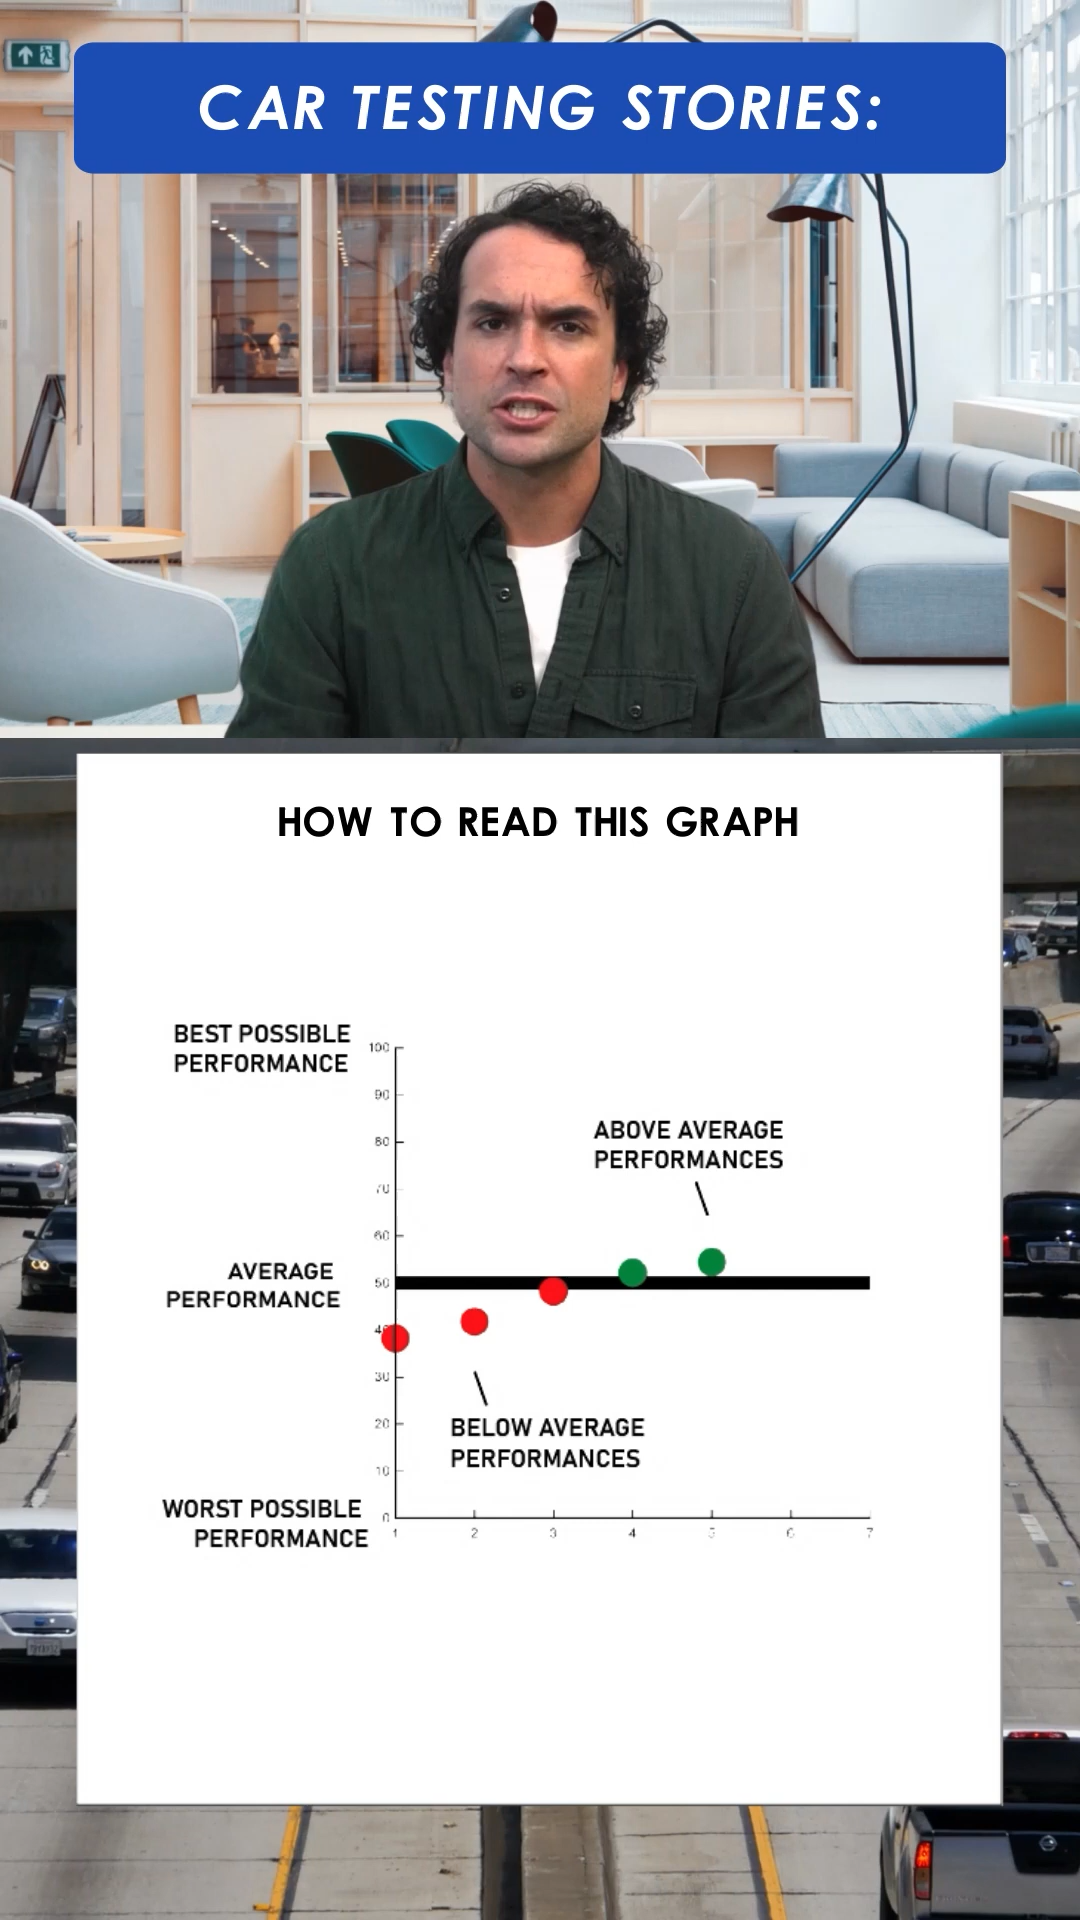 CAR TESTING STORIES:
HOW TO READ THIS GRAPH
BEST POSSIBLE
PERFORMANCE
100
90
80
ABOVE AVERAGE
PERFORMANCES
70
60
AVERAGE
PERFORMANCE
50
40
30
20
BELOW AVERAGE
PERFORMANCES
10
WORST POSSIBLE
PERFORMANCE
0
1 2 3 4 5 6 7